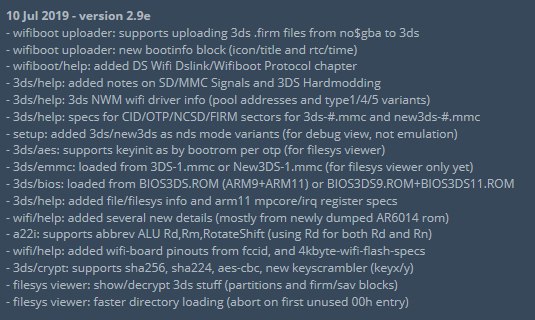 10 Jul 2019 - version 2.9e
- wifiboot uploader: supports uploading 3ds .firm files from no$gba to 3ds
- wifiboot uploader: new bootinfo block (icon/title and rtc/time)
- wifiboot/help: added DS Wifi Dslink/Wifiboot Protocol chapter
- 3ds/help: added notes on SD/MMC Signals and 3DS Hardmodding
- 3ds/help: 3ds NWM wifi driver info (pool addresses and type1/4/5 variants)
- 3ds/help: specs for CID/OTP/NCSD/FIRM sectors for 3ds-#.mmc and new3ds-#.mmc
- setup: added 3ds/new3ds as nds mode variants (for debug view, not emulation)
- 3ds/aes: supports keyinit as by bootrom per otp (for filesys viewer)
- 3ds/emmc: loaded from 3DS-1.mmc or New3DS-1.mmc (for filesys viewer only yet)
- 3ds/bios: loaded from BIOS3DS.ROM (ARM9+ARM11) or BIOS3DS9.ROM+BIOS3DS11.ROM
- 3ds/help: added file/filesys info and arm11 mpcore/irq register specs
- wifi/help: added several new details (mostly from newly dumped AR6014 rom)
- a22i: supports abbrev ALU Rd,Rm,RotateShift (using Rd for both Rd and Rn)
- wifi/help: added wifi-board pinouts from fccid, and 4kbyte-wifi-flash-specs
- 3ds/crypt: supports sha256, sha224, aes-cbc, new keyscrambler (keyx/y)
- filesys viewer: show/decrypt 3ds stuff (partitions and firm/sav blocks)
- filesys viewer: faster directory loading (abort on first unused 00h entry)